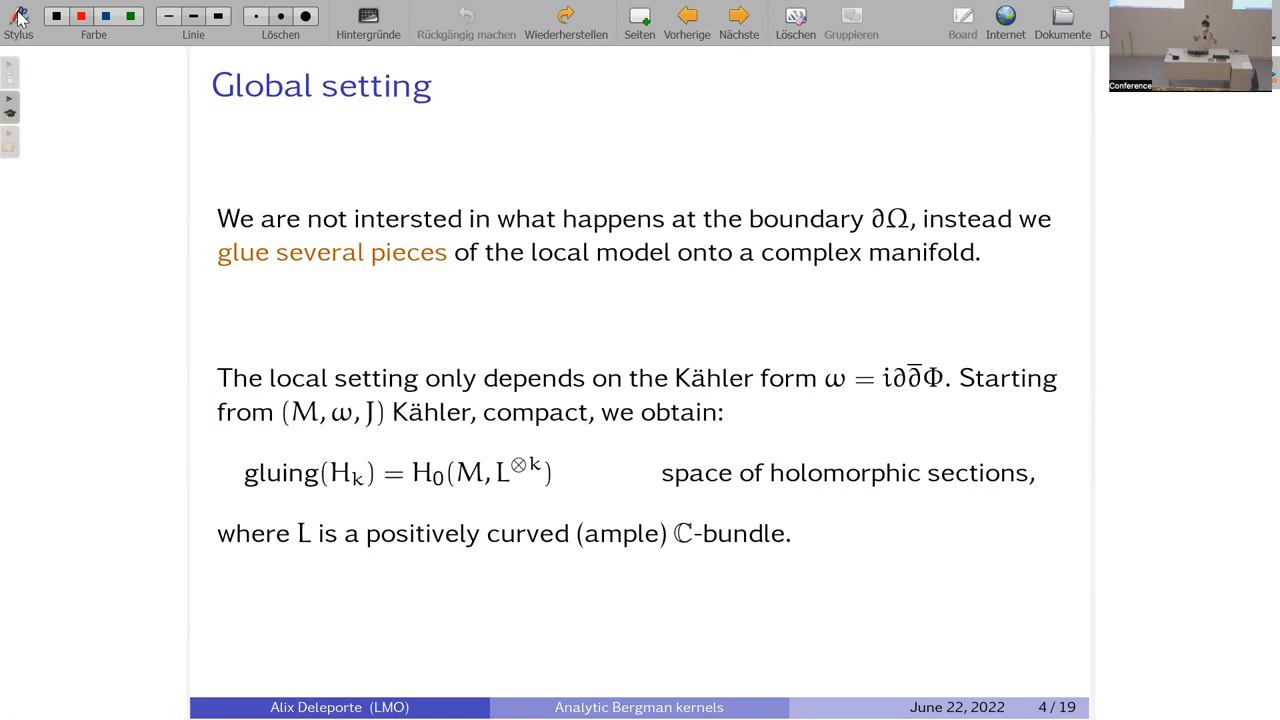 Stylus Farbe Linie Löschen Hintergründe Rückgängig machen Wiederherstellen Seiten Vorherige Nächste Löschen Gruppieren Board Internet Dokumente
Conference
Global setting
We are not intersted in what happens at the boundary ∂Ω, instead we
glue several pieces of the local model onto a complex manifold.
The local setting only depends on the Kähler form ω = i∂∂̅Φ. Starting
from (M, ω, J) Kähler, compact, we obtain:
gluing(H_k) = H_0(M, L^{⊗k}) space of holomorphic sections,
where L is a positively curved (ample) ℂ-bundle.
Alix Deleporte (LMO) Analytic Bergman kernels June 22, 2022 4 / 19